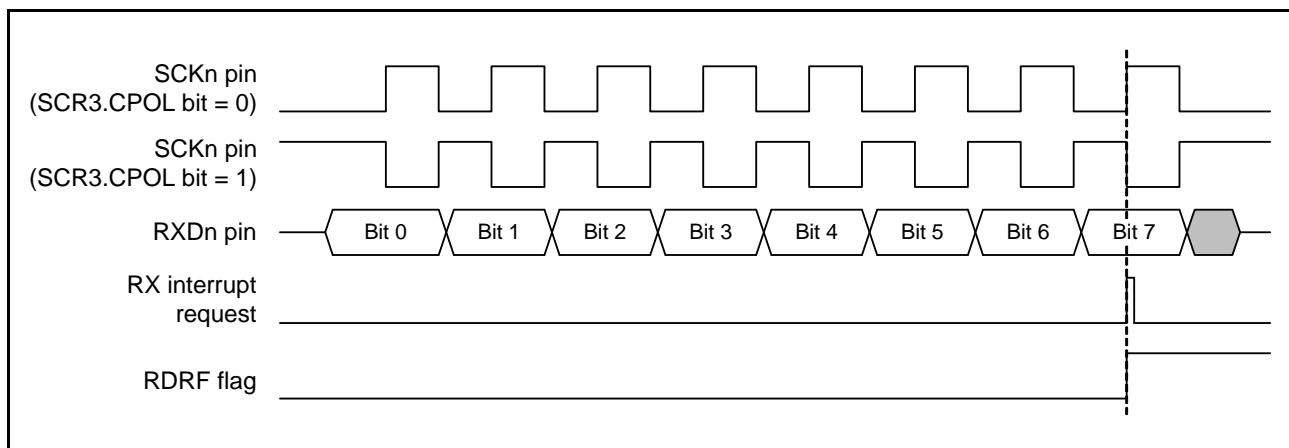 SCKn pin
(SCR3.CPOL bit = 0)
SCKn pin
(SCR3.CPOL bit = 1)
RXDn pin
Bit 0
Bit 1
Bit 2
Bit 3
Bit 4
Bit 5
Bit 6
Bit 7
RX interrupt
request
RDRF flag